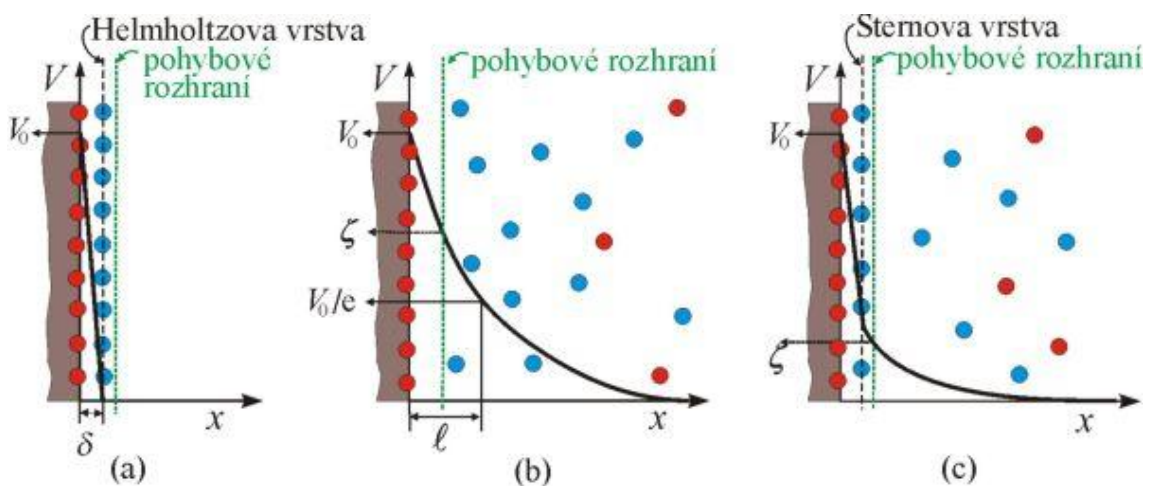 Helmholtzova vrstva
pohybové
rozhraní
V
V₀
x
δ
(a)
pohybové rozhraní
V
V₀
ζ
V₀/e
ℓ
x
(b)
Sternova vrstva
pohybové rozhraní
V
V₀
ζ
x
(c)